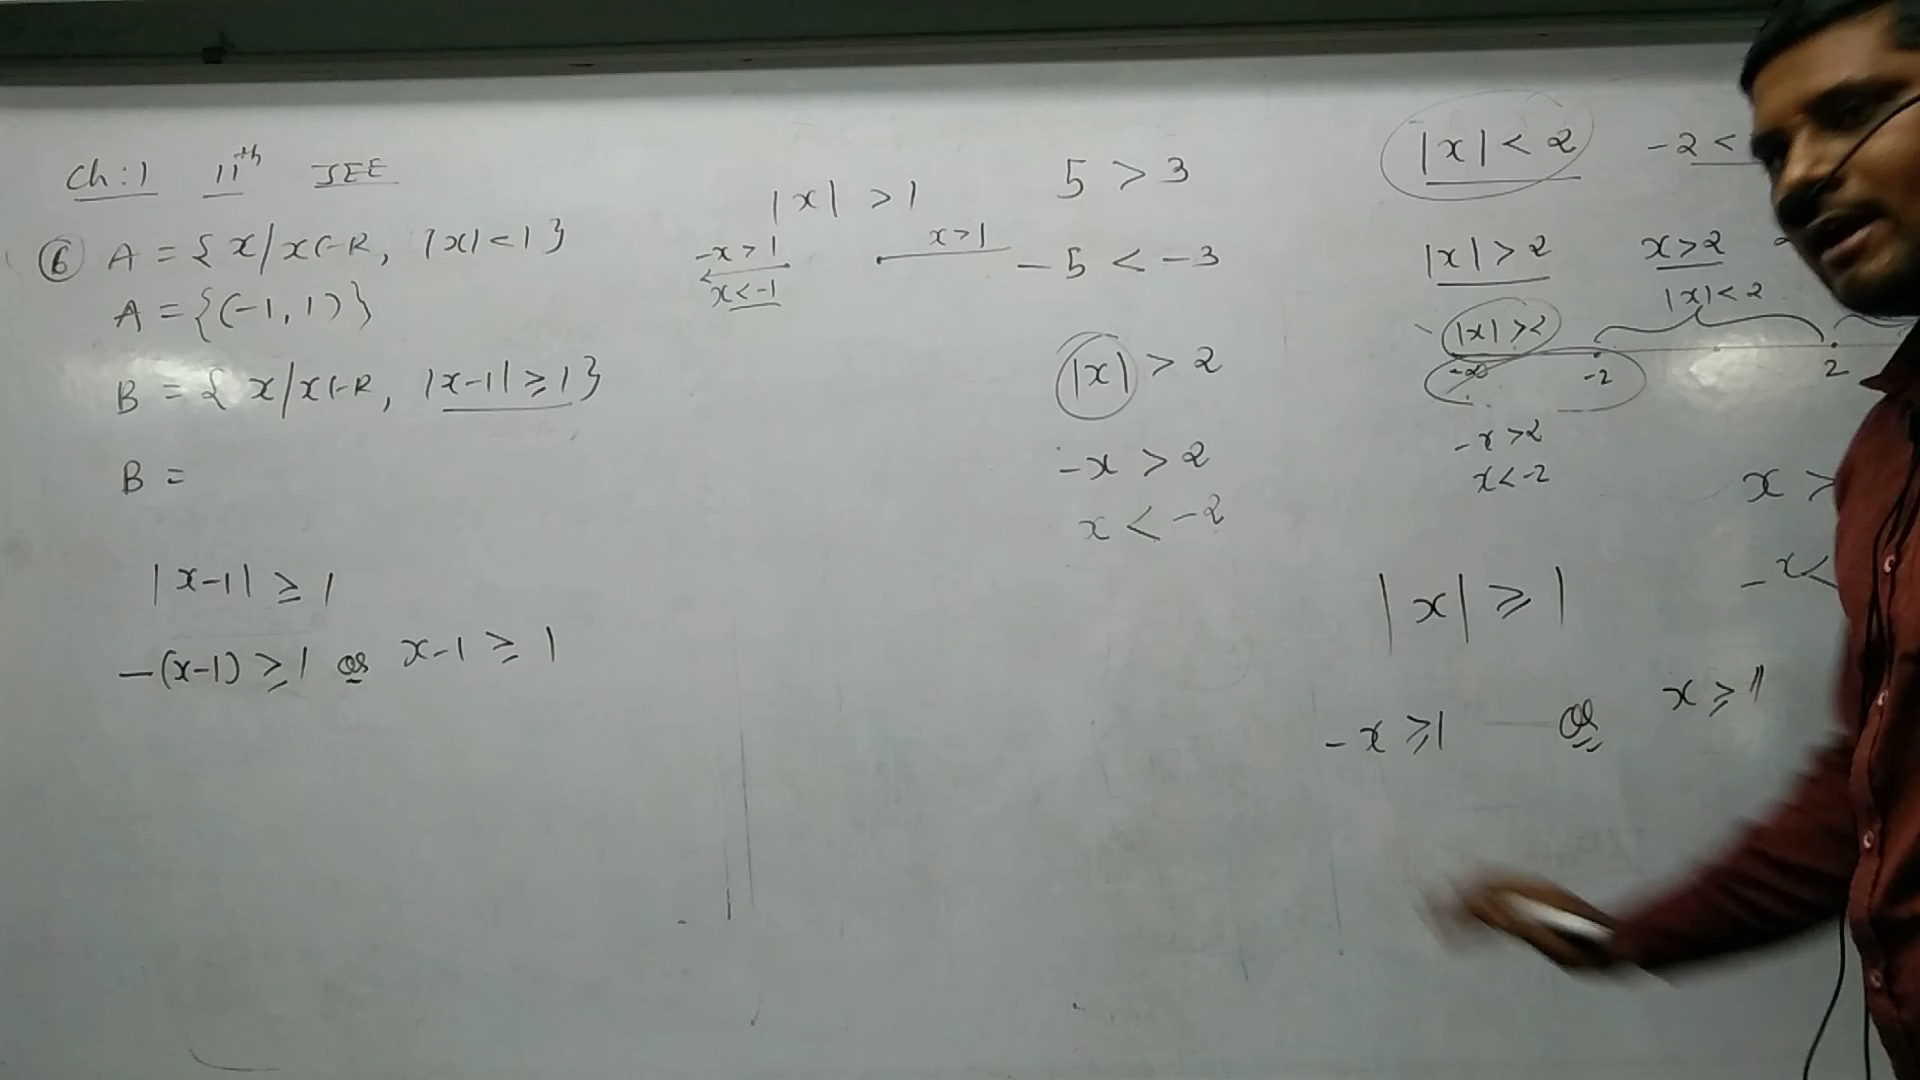 Ch:1 11th JEE
⑥ A = { x/x∈R, |x|<1 }
A = {(-1, 1)}
B = { x/x∈R, |x-1| ≥ 1 }
B =
|x-1| ≥ 1
-(x-1) ≥ 1 or x-1 ≥ 1
|x| > 1
-x > 1
x > 1
x < -1
5 > 3
-5 < -3
|x| > 2
-x > 2
x < -2
|x| < 2 -2 <
|x| > 2 x > 2
|x| < 2
|x| > 2
-∞ -2 2
-x > 2
x < -2
x >
-x <
|x| ≥ 1
-x ≥ 1 or x ≥ 1